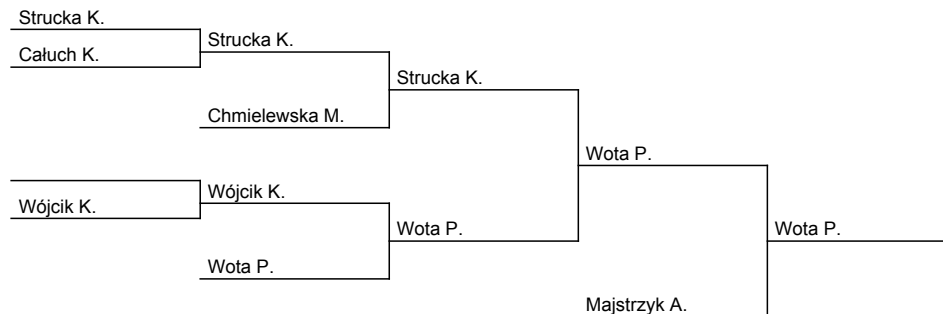 Strucka K.
Całuch K.
Strucka K.
Strucka K.
Chmielewska M.
Wota P.
Wójcik K.
Wójcik K.
Wota P.
Wota P.
Wota P.
Majstrzyk A.